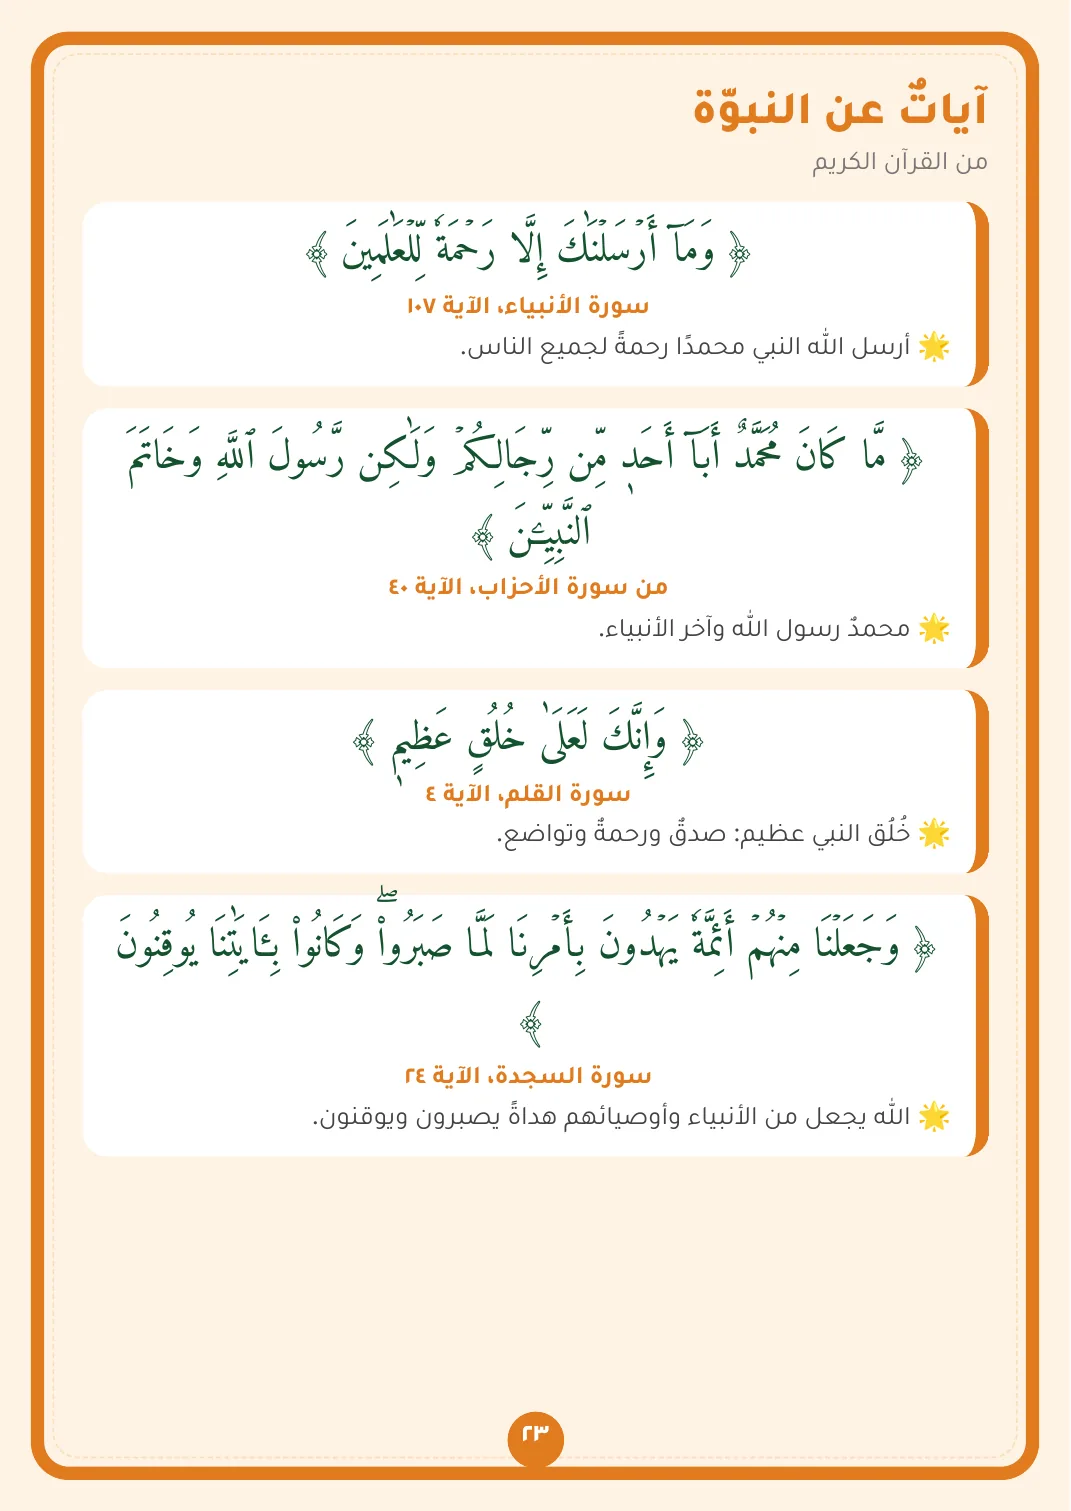 آياتٌ عن النبوّة
من القرآن الكريم
﴿ وَمَآ أَرۡسَلۡنَٰكَ إِلَّا رَحۡمَةٗ لِّلۡعَٰلَمِينَ ﴾
سورة الأنبياء، الآية ١٠٧
🌟 أرسل الله النبي محمدًا رحمةً لجميع الناس.
﴿ مَّا كَانَ مُحَمَّدٌ أَبَآ أَحَدٖ مِّن رِّجَالِكُمۡ وَلَٰكِن رَّسُولَ ٱللَّهِ وَخَاتَمَ
ٱلنَّبِيِّـۧنَ ﴾
من سورة الأحزاب، الآية ٤٠
🌟 محمدٌ رسول الله وآخر الأنبياء.
﴿ وَإِنَّكَ لَعَلَىٰ خُلُقٍ عَظِيمٖ ﴾
سورة القلم، الآية ٤
🌟 خُلُق النبي عظيم: صدقٌ ورحمةٌ وتواضع.
﴿ وَجَعَلۡنَا مِنۡهُمۡ أَئِمَّةٗ يَهۡدُونَ بِأَمۡرِنَا لَمَّا صَبَرُواْۖ وَكَانُواْ بِـَٔايَٰتِنَا يُوقِنُونَ
﴾
سورة السجدة، الآية ٢٤
🌟 الله يجعل من الأنبياء وأوصيائهم هداةً يصبرون ويوقنون.
٢٣